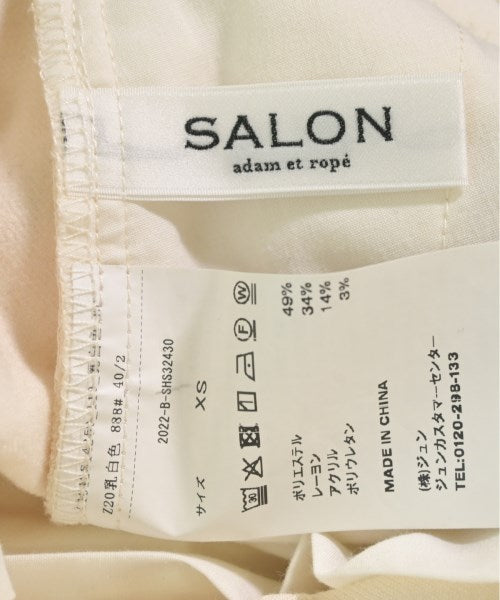 SALON
adam et ropé
Z20乳白色 888# 40/2
2022-B-SHS32430
サイズ XS
30
W F
ポリエステル 49%
レーヨン 34%
アクリル 14%
ポリウレタン 3%
MADE IN CHINA
(株)ジュン
ジュンカスタマーセンター
TEL:0120-298-133